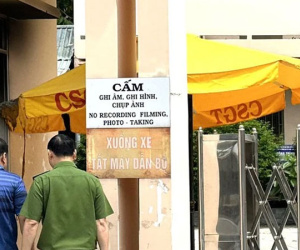 CẤM
GHI ÂM, GHI HÌNH,
CHỤP ẢNH
NO RECORDING FILMING,
PHOTO - TAKING
XUỐNG XE
TẮT MÁY DẪN BỘ
CSGT
CSGT